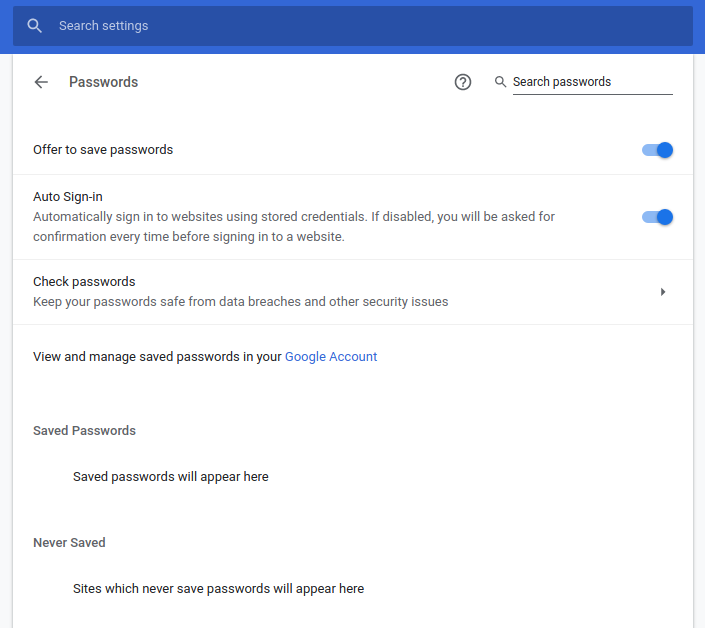 Search settings
Passwords
Search passwords
Offer to save passwords
Auto Sign-in
Automatically sign in to websites using stored credentials. If disabled, you will be asked for
confirmation every time before signing in to a website.
Check passwords
Keep your passwords safe from data breaches and other security issues
View and manage saved passwords in your Google Account
Saved Passwords
Saved passwords will appear here
Never Saved
Sites which never save passwords will appear here